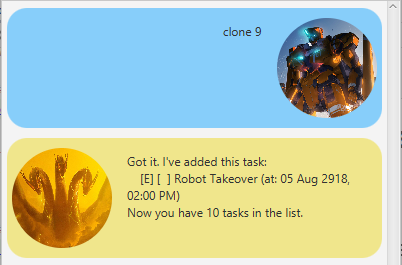 clone 9
Got it. I've added this task:
[E] [  ] Robot Takeover (at: 05 Aug 2918,
02:00 PM)
Now you have 10 tasks in the list.